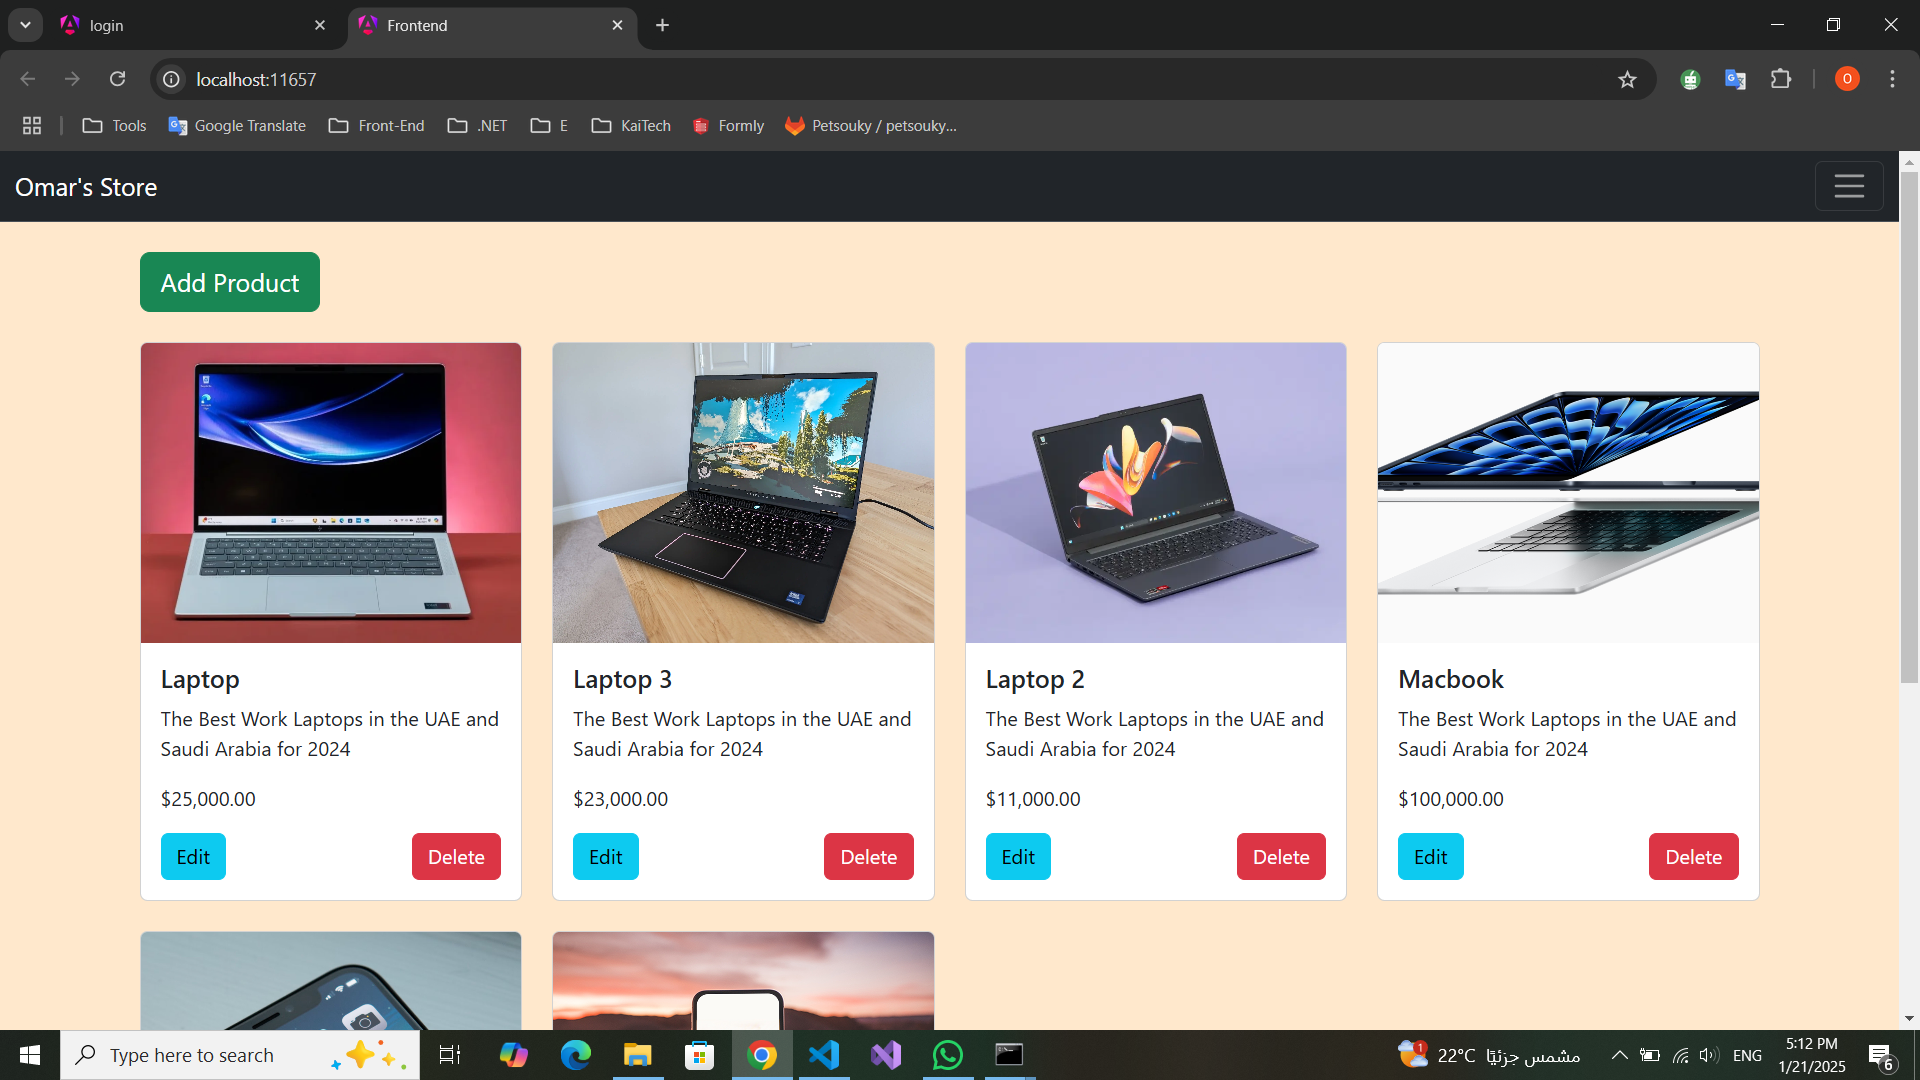 login
Frontend
localhost:11657
O
Tools
Google Translate
Front-End
.NET
E
KaiTech
Formly
Petsouky / petsouky...
Omar's Store
Add Product
Laptop
The Best Work Laptops in the UAE and
Saudi Arabia for 2024
$25,000.00
Edit
Delete
Laptop 3
The Best Work Laptops in the UAE and
Saudi Arabia for 2024
$23,000.00
Edit
Delete
Laptop 2
The Best Work Laptops in the UAE and
Saudi Arabia for 2024
$11,000.00
Edit
Delete
Macbook
The Best Work Laptops in the UAE and
Saudi Arabia for 2024
$100,000.00
Edit
Delete
Type here to search
1
22°C مشمس جزئيًا
ENG
5:12 PM
1/21/2025
6